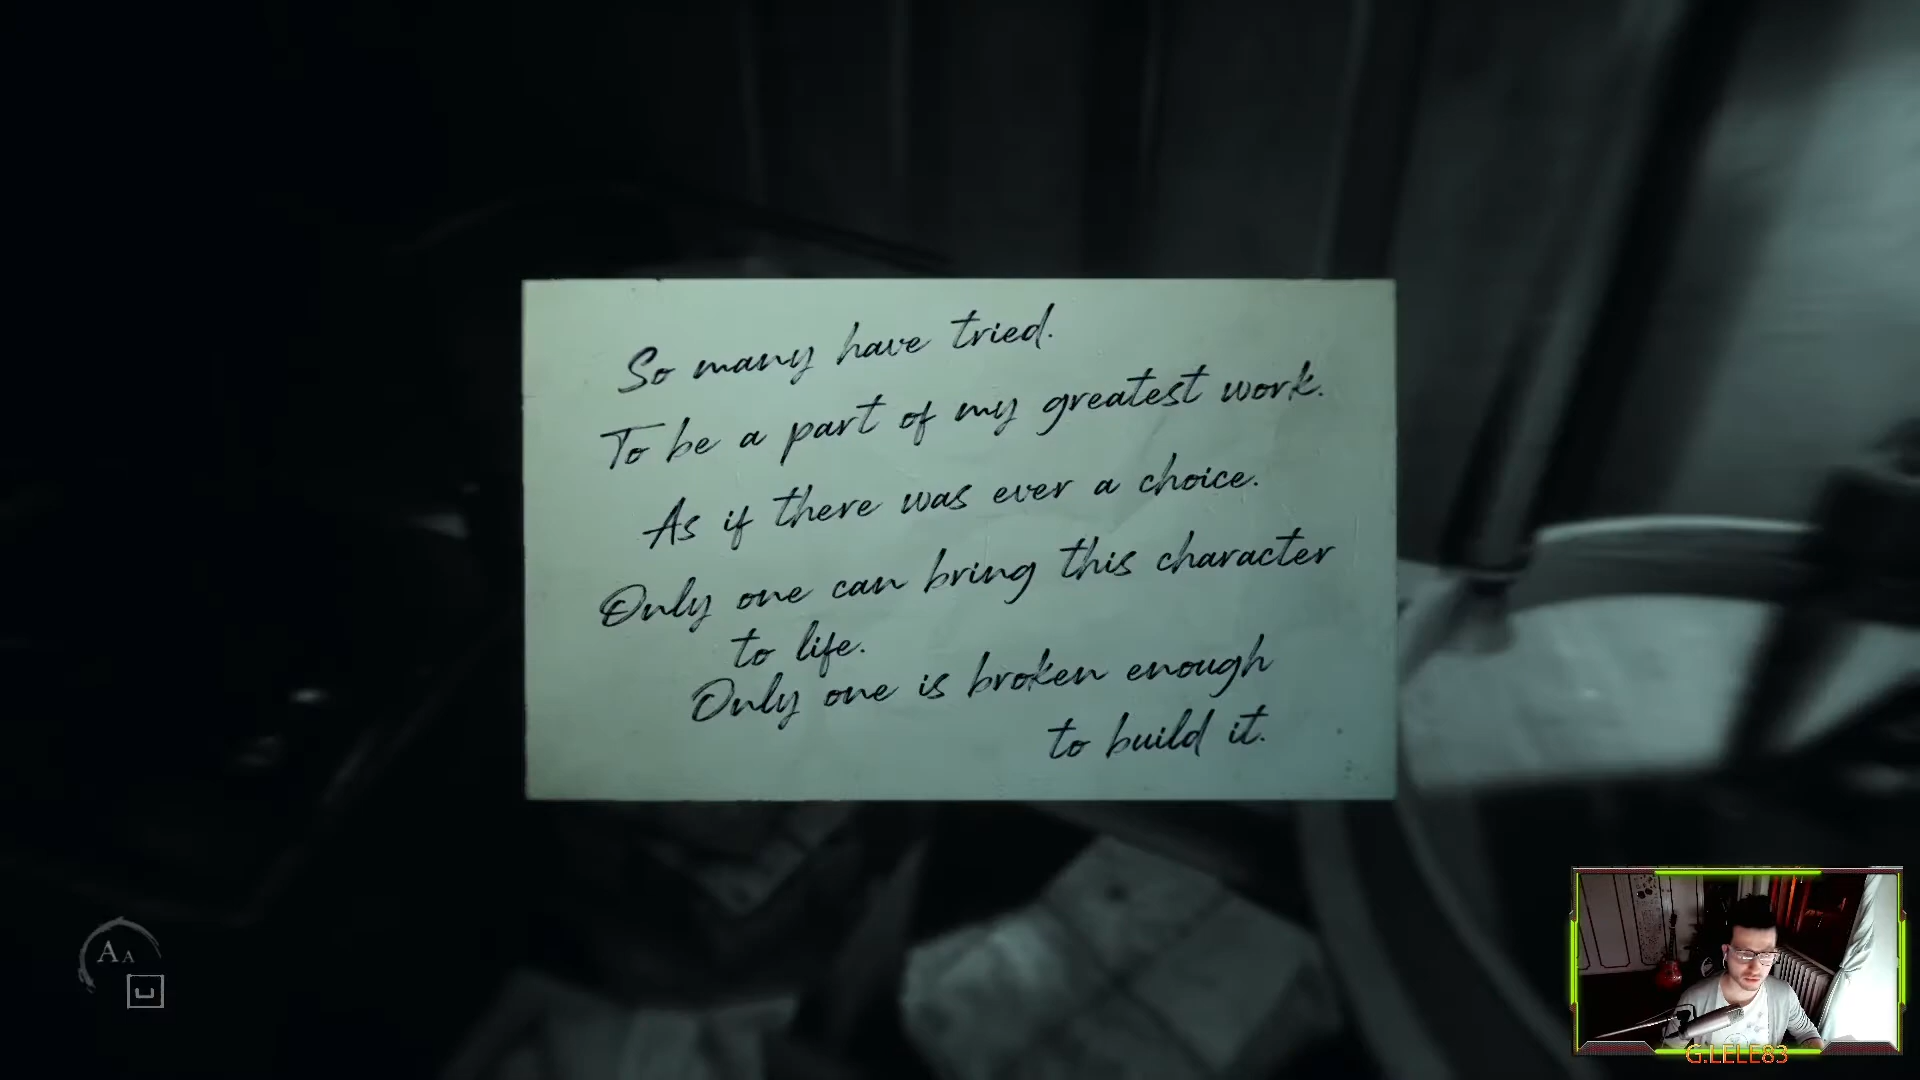 So many have tried.
To be a part of my greatest work.
As if there was ever a choice.
Only one can bring this character
to life.
Only one is broken enough
to build it.
AA
G.LELE83